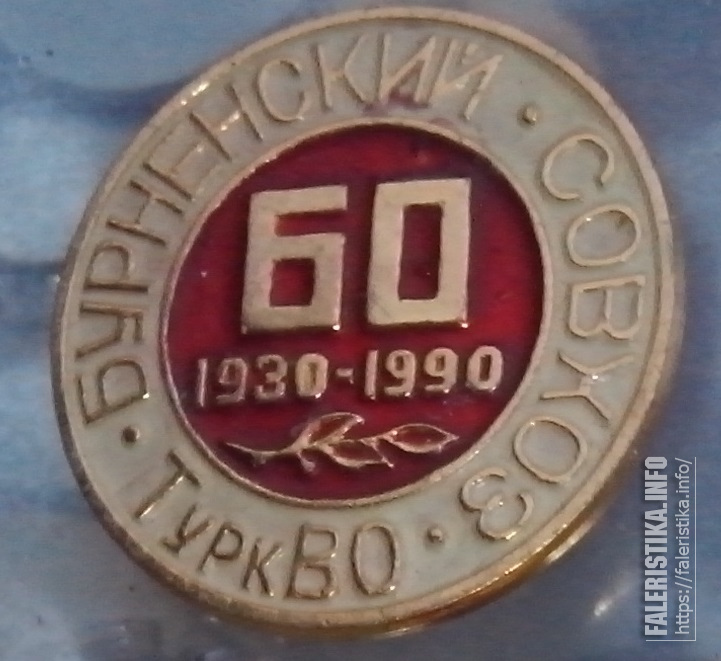 БУРНЕНСКИЙ · СОВХОЗ · ТуркВО ·
60
1930-1990
FALERISTIKA.INFO
https://faleristika.info/